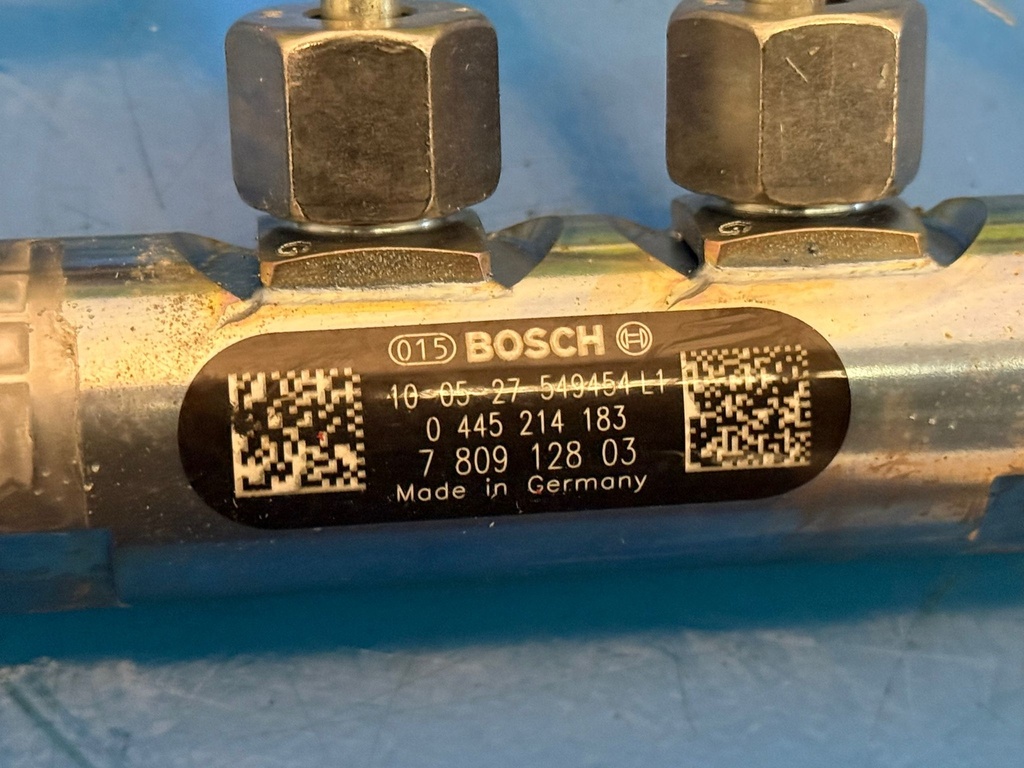 015 BOSCH
10 05 27 549454 L1
0 445 214 183
7 809 128 03
Made in Germany
G
G